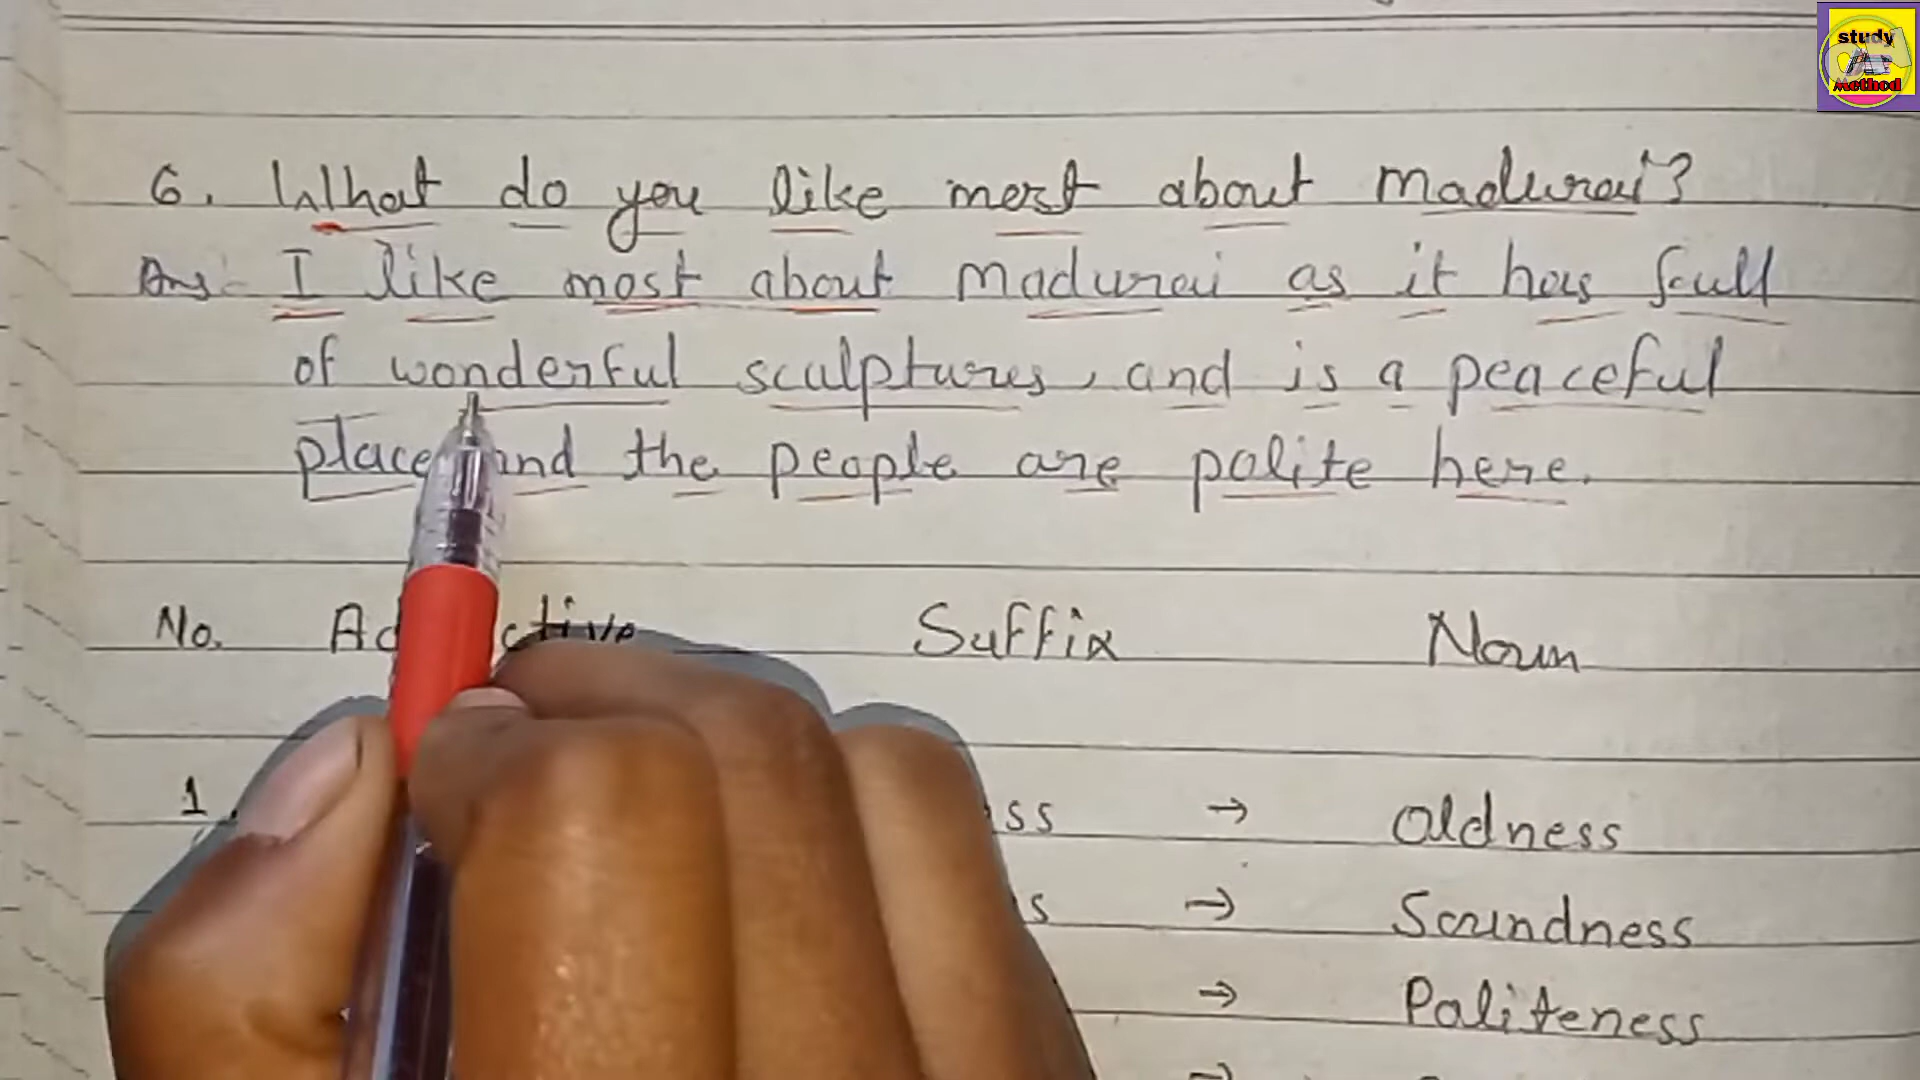 study
Method
6. What do you like most about Madurai?
Ans: I like most about Madurai as it has full
of wonderful sculptures, and is a peaceful
place and the people are polite here.
No. Suffix Noun
1. → Oldness
→ Soundness
→ Politeness
→